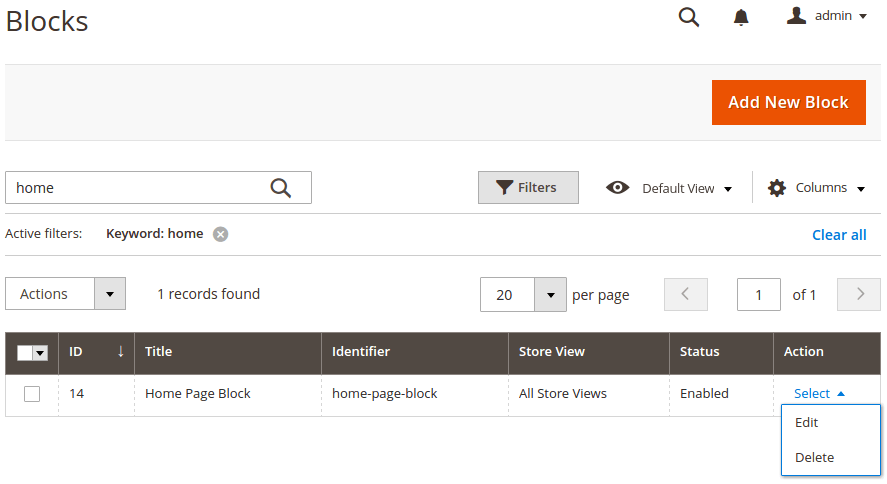 Blocks
admin
Add New Block
home
Filters
Default View
Columns
Active filters: Keyword: home
Clear all
Actions
1 records found
20
per page
1
of 1
ID ↓ Title Identifier Store View Status Action
14 Home Page Block home-page-block All Store Views Enabled Select
Edit
Delete